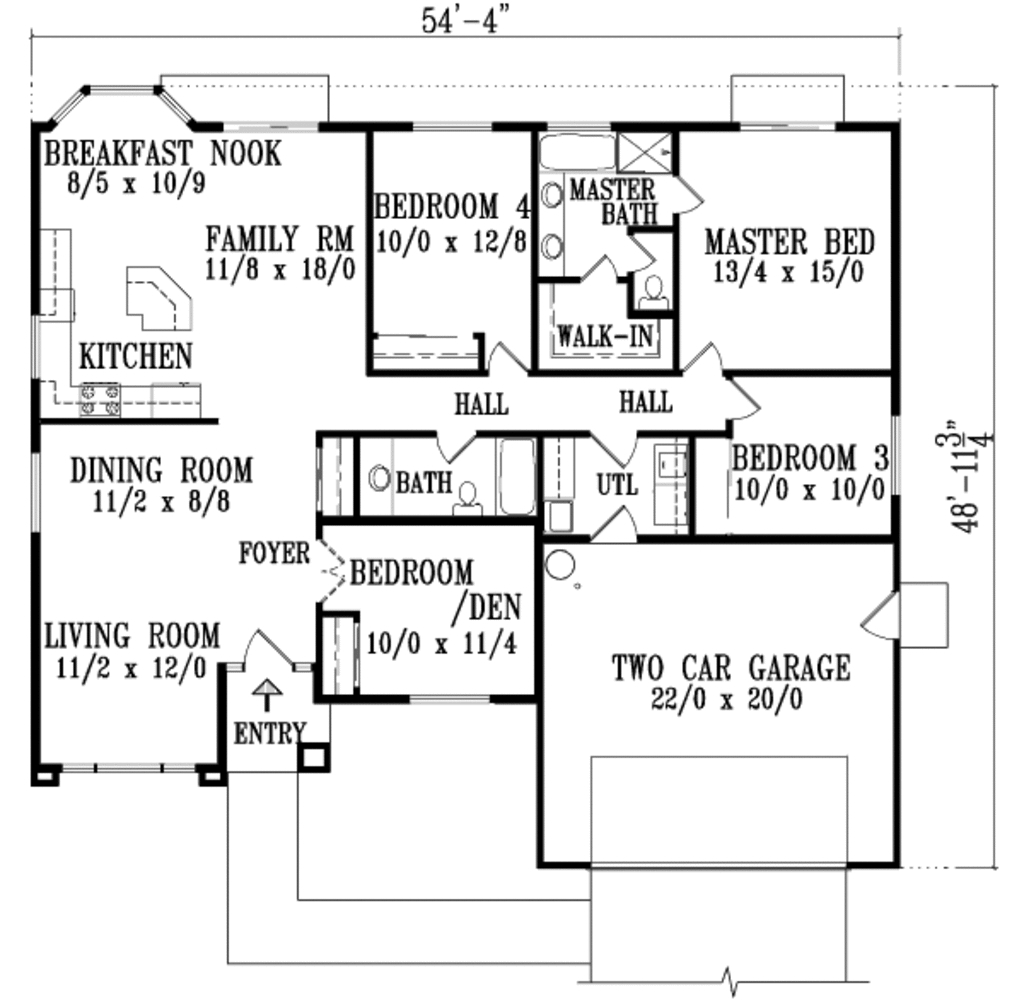 54'-4"
BREAKFAST NOOK
8/5 x 10/9
FAMILY RM
11/8 x 18/0
BEDROOM 4
10/0 x 12/8
MASTER
BATH
MASTER BED
13/4 x 15/0
WALK-IN
KITCHEN
HALL
HALL
DINING ROOM
11/2 x 8/8
BATH
UTL
BEDROOM 3
10/0 x 10/0
48'-11 3/4"
FOYER
BEDROOM
/DEN
10/0 x 11/4
LIVING ROOM
11/2 x 12/0
ENTRY
TWO CAR GARAGE
22/0 x 20/0